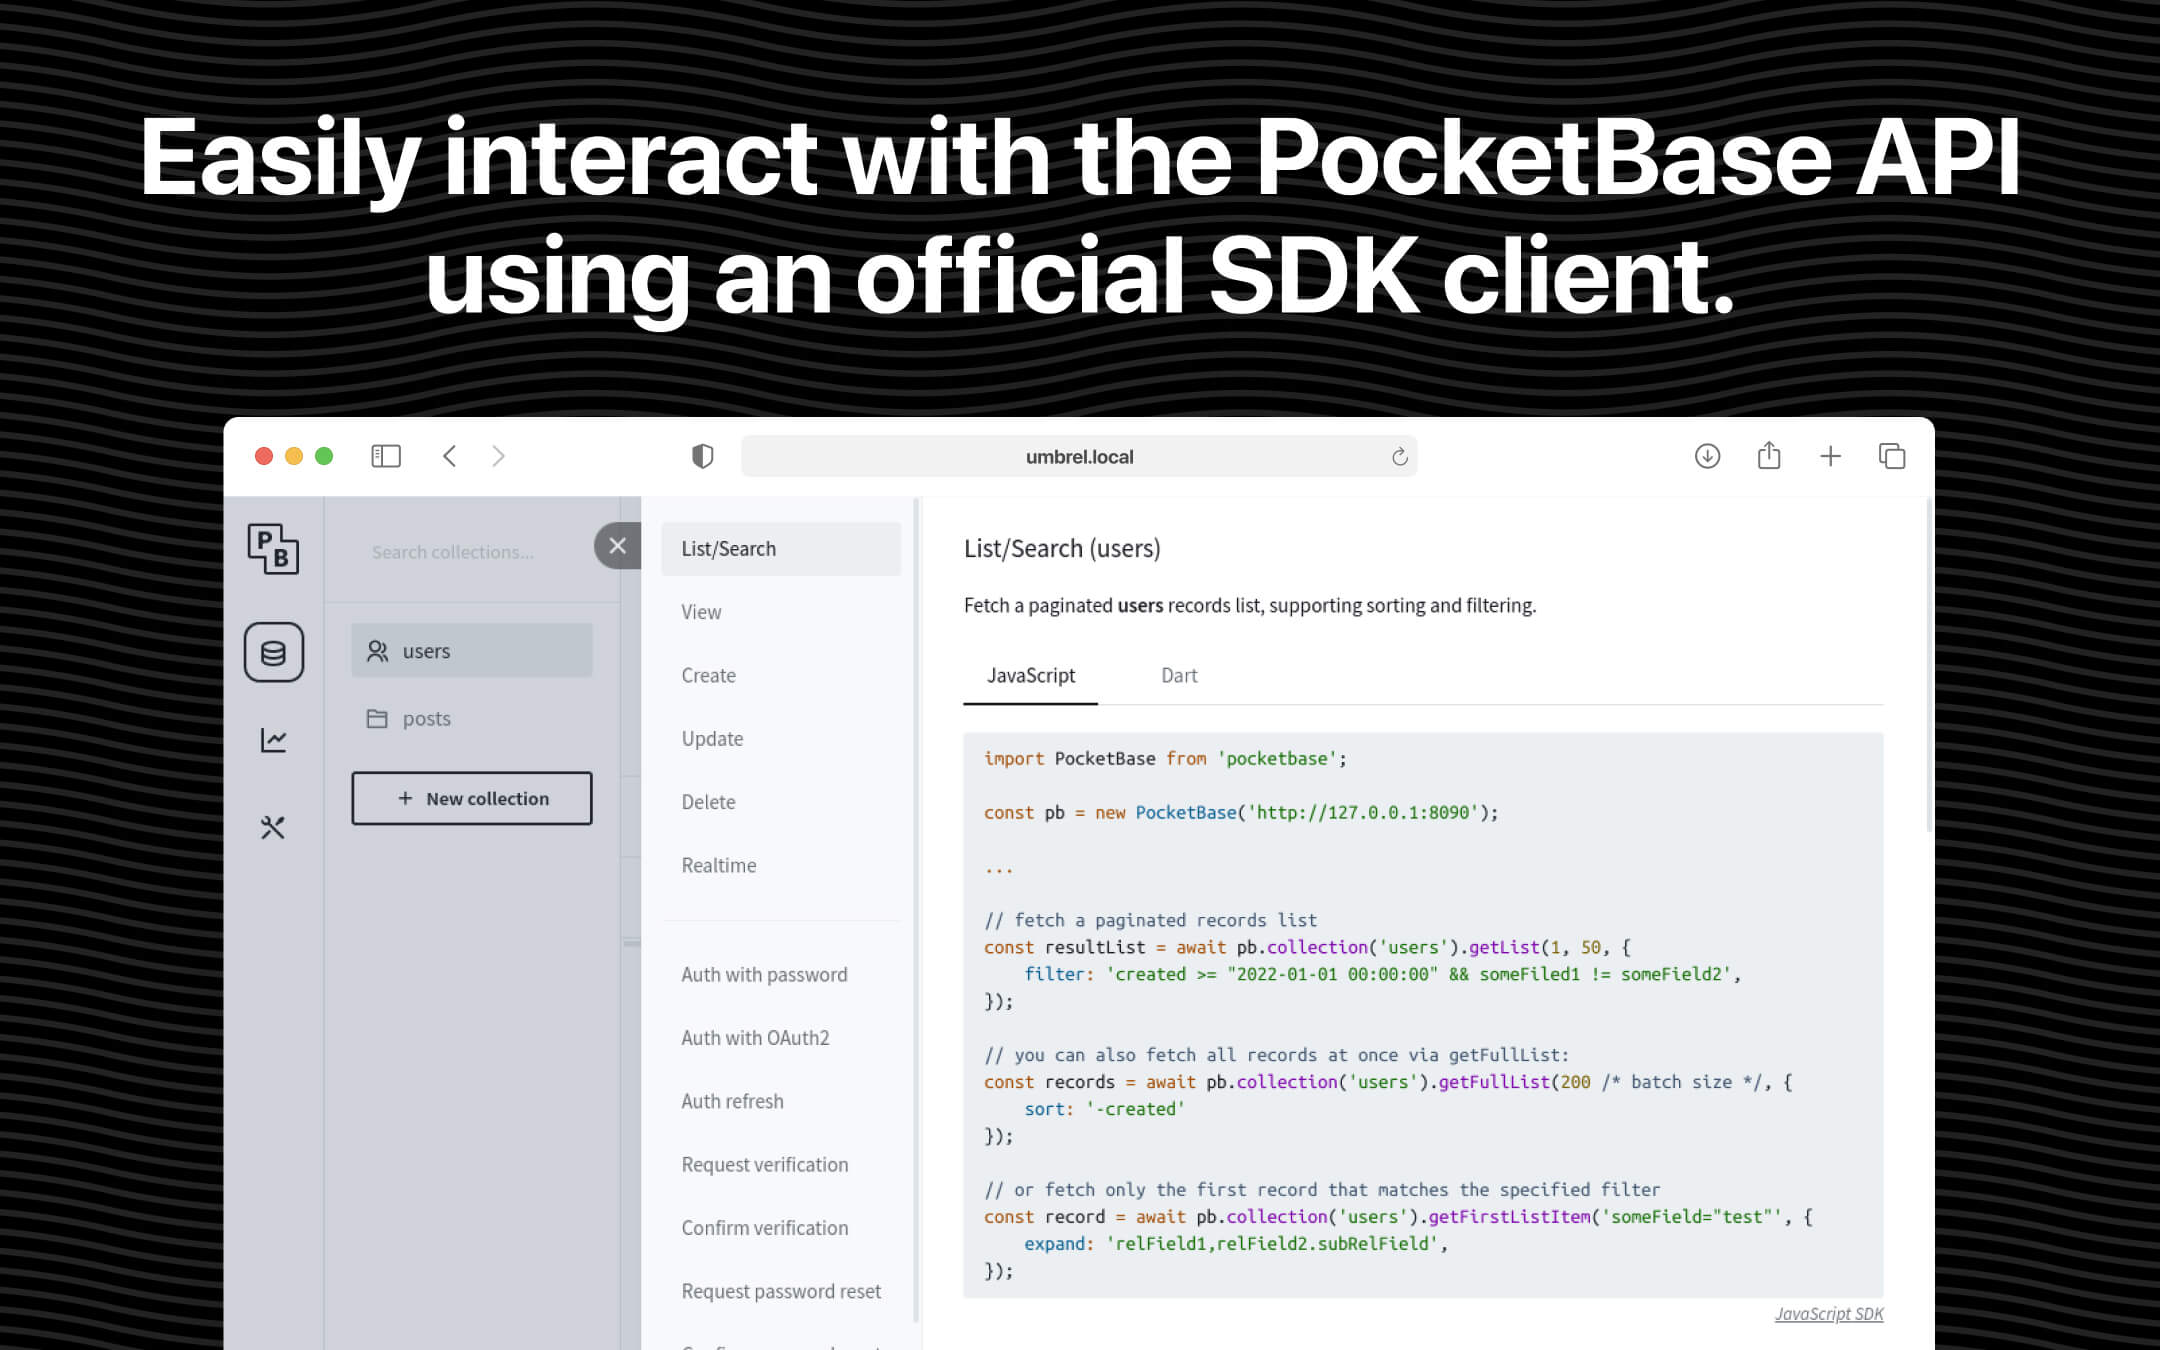 Easily interact with the PocketBase API
using an official SDK client.
umbrel.local
P
B
Search collections...
users
posts
+ New collection
List/Search
View
Create
Update
Delete
Realtime
Auth with password
Auth with OAuth2
Auth refresh
Request verification
Confirm verification
Request password reset
List/Search (users)
Fetch a paginated users records list, supporting sorting and filtering.
JavaScript Dart
import PocketBase from 'pocketbase';
const pb = new PocketBase('http://127.0.0.1:8090');
...
// fetch a paginated records list
const resultList = await pb.collection('users').getList(1, 50, {
    filter: 'created >= "2022-01-01 00:00:00" && someFiled1 != someField2',
});
// you can also fetch all records at once via getFullList:
const records = await pb.collection('users').getFullList(200 /* batch size */, {
    sort: '-created'
});
// or fetch only the first record that matches the specified filter
const record = await pb.collection('users').getFirstListItem('someField="test"', {
    expand: 'relField1,relField2.subRelField',
});
JavaScript SDK